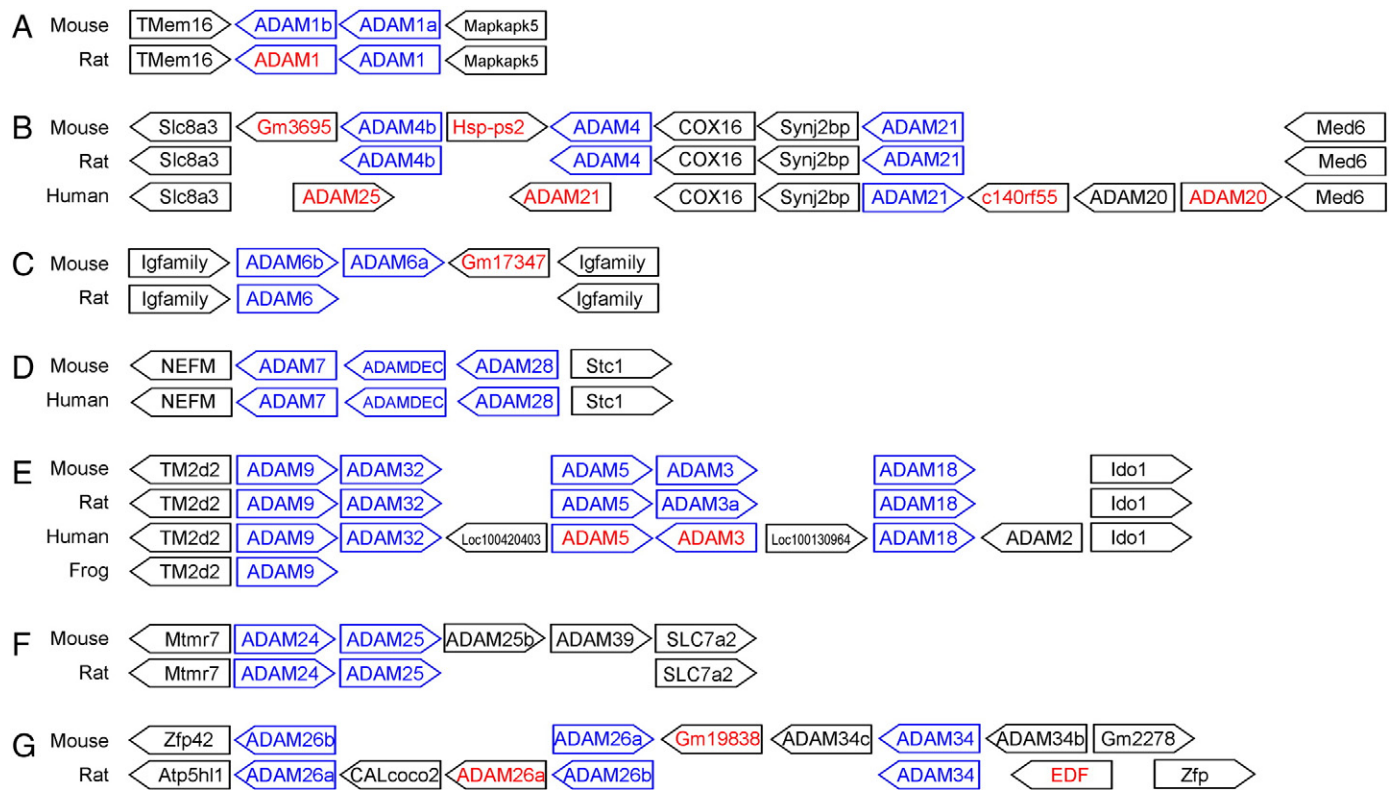 A Mouse TMem16 ADAM1b ADAM1a Mapkapk5
Rat TMem16 ADAM1 ADAM1 Mapkapk5
B Mouse Slc8a3 Gm3695 ADAM4b Hsp-ps2 ADAM4 COX16 Synj2bp ADAM21 Med6
Rat Slc8a3 ADAM4b ADAM4 COX16 Synj2bp ADAM21 Med6
Human Slc8a3 ADAM25 ADAM21 COX16 Synj2bp ADAM21 c140rf55 ADAM20 ADAM20 Med6
C Mouse Igfamily ADAM6b ADAM6a Gm17347 Igfamily
Rat Igfamily ADAM6 Igfamily
D Mouse NEFM ADAM7 ADAMDEC ADAM28 Stc1
Human NEFM ADAM7 ADAMDEC ADAM28 Stc1
E Mouse TM2d2 ADAM9 ADAM32 ADAM5 ADAM3 ADAM18 Ido1
Rat TM2d2 ADAM9 ADAM32 ADAM5 ADAM3a ADAM18 Ido1
Human TM2d2 ADAM9 ADAM32 Loc100420403 ADAM5 ADAM3 Loc100130964 ADAM18 ADAM2 Ido1
Frog TM2d2 ADAM9
F Mouse Mtmr7 ADAM24 ADAM25 ADAM25b ADAM39 SLC7a2
Rat Mtmr7 ADAM24 ADAM25 SLC7a2
G Mouse Zfp42 ADAM26b ADAM26a Gm19838 ADAM34c ADAM34 ADAM34b Gm2278
Rat Atp5hl1 ADAM26a CALcoco2 ADAM26a ADAM26b ADAM34 EDF Zfp